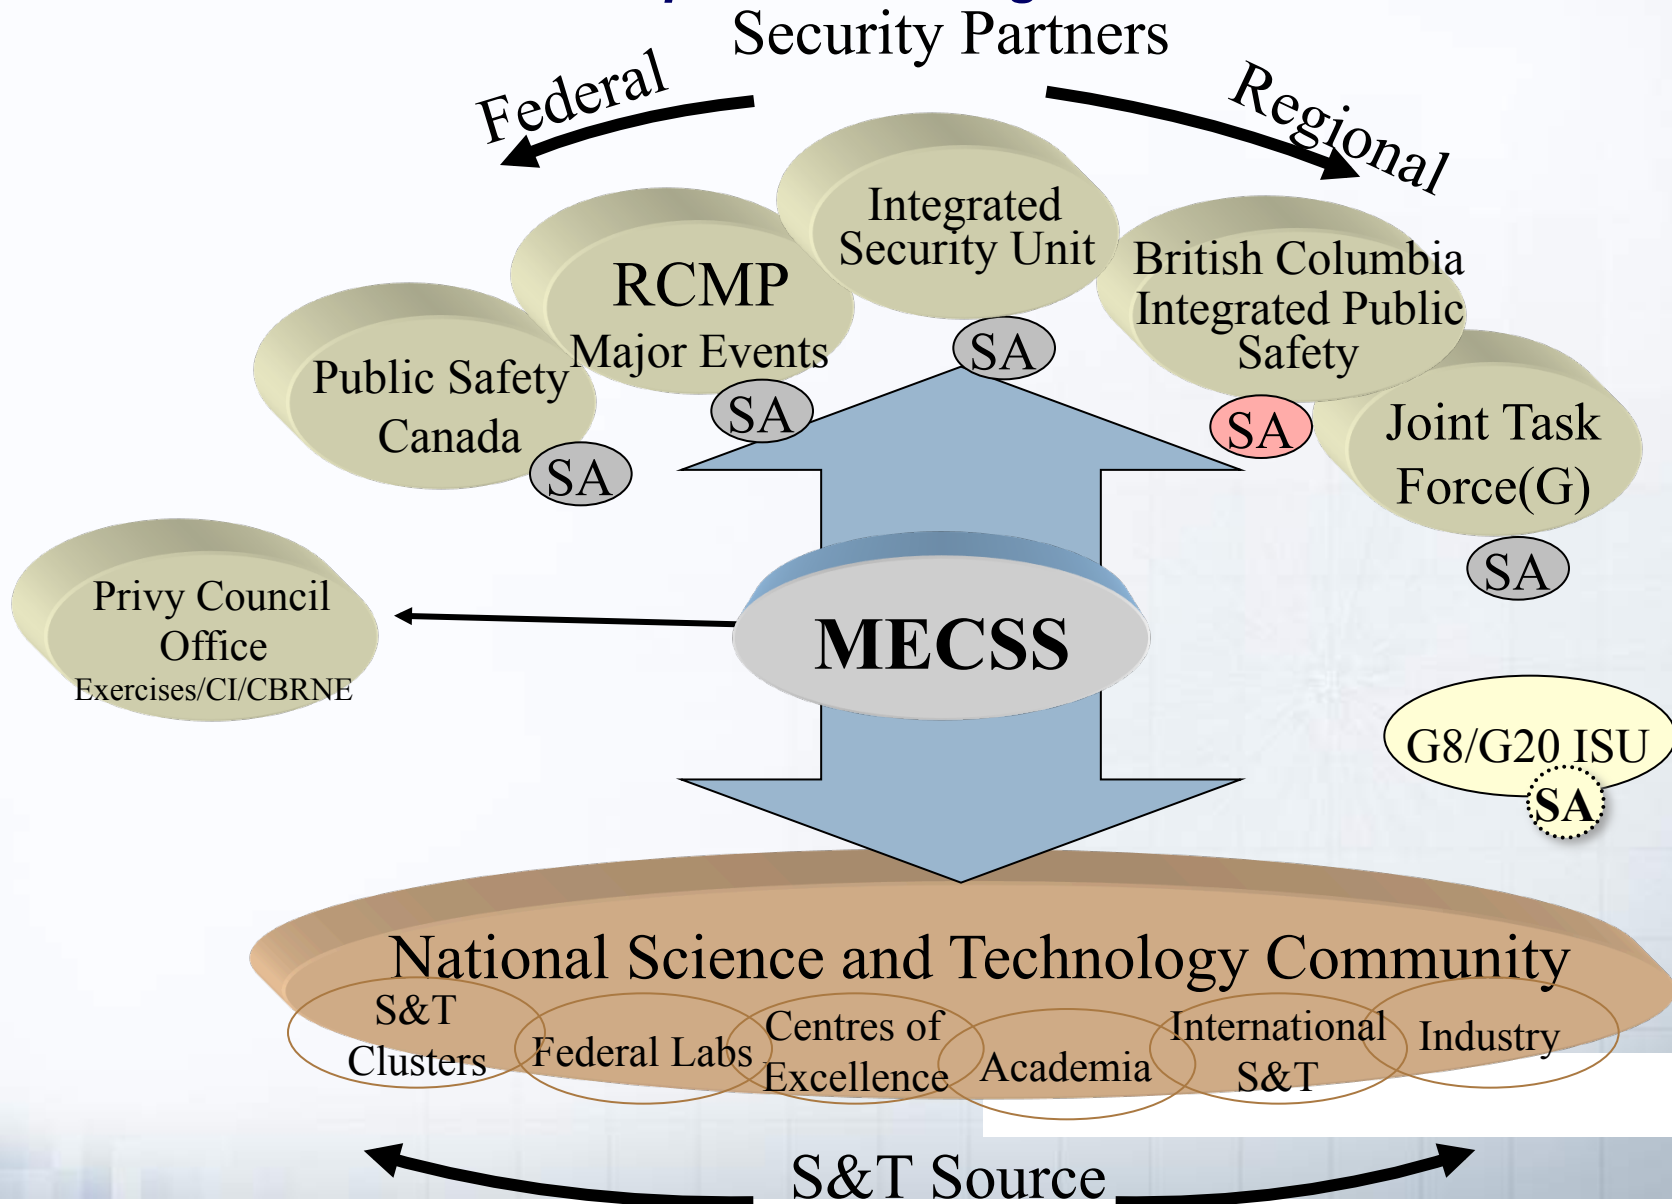 Security Partners
Federal
Regional
Integrated
Security Unit
RCMP
Major Events
British Columbia
Integrated Public
Safety
Public Safety
Canada
Joint Task
Force(G)
SA
SA
SA
SA
SA
Privy Council
Office
Exercises/CI/CBRNE
MECSS
G8/G20 ISU
SA
National Science and Technology Community
S&T
Clusters
Federal Labs
Centres of
Excellence
Academia
International
S&T
Industry
S&T Source